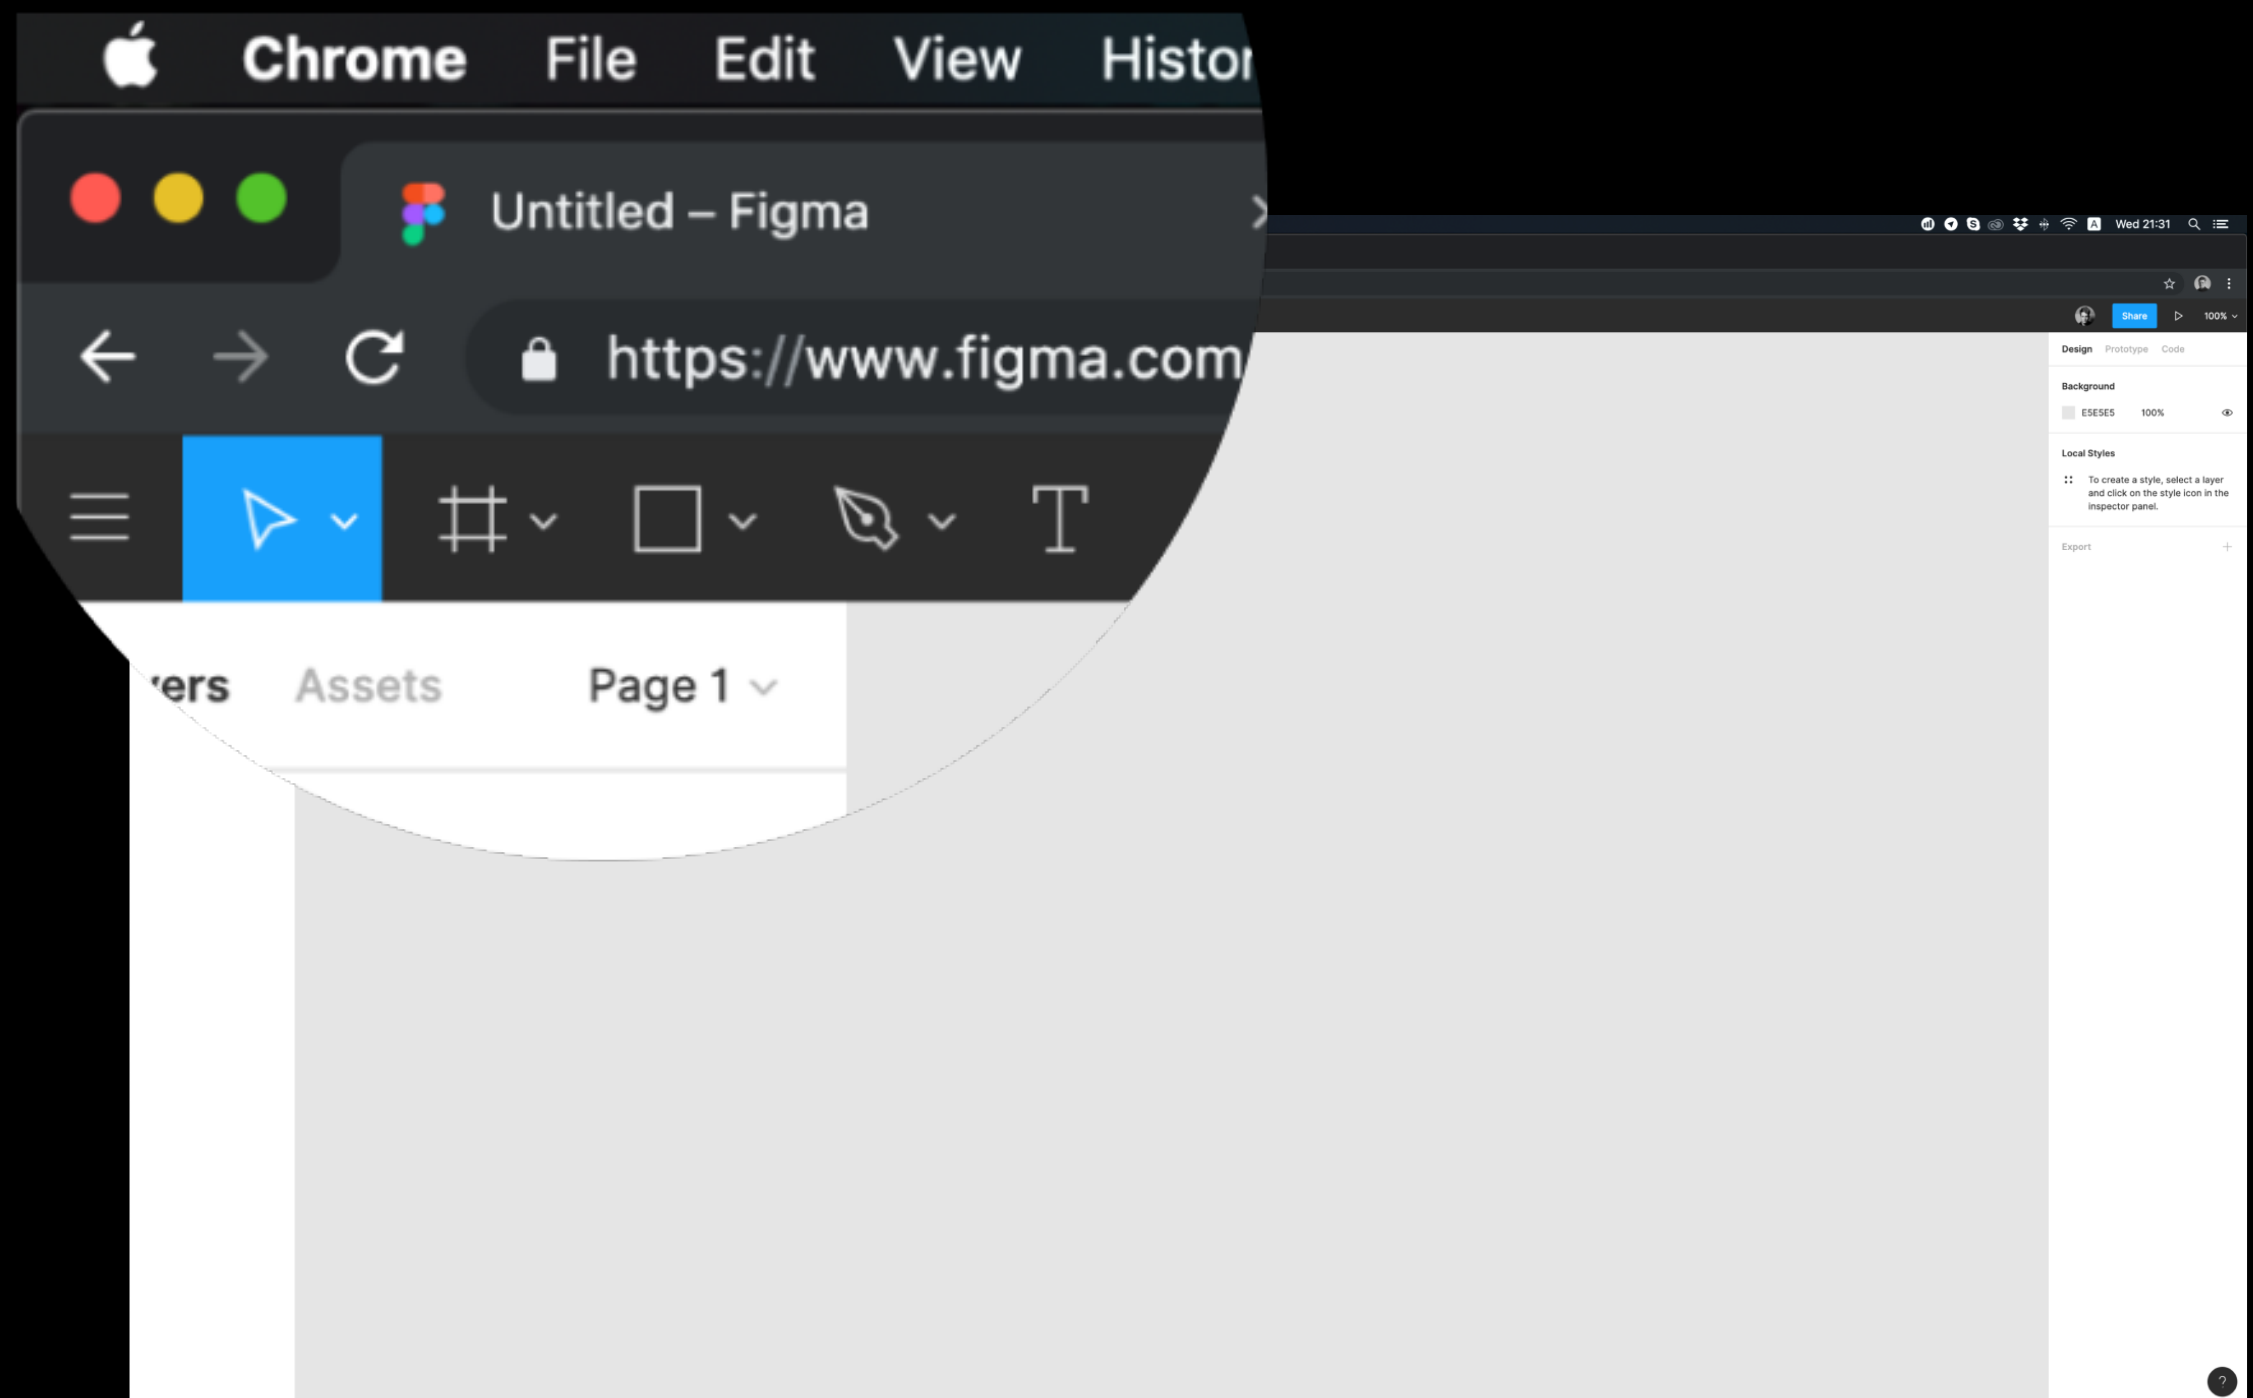 Chrome File Edit View Histor
Untitled – Figma
https://www.figma.com
T
yers Assets Page 1
A Wed 21:31
Share 100%
Design Prototype Code
Background
E5E5E5 100%
Local Styles
To create a style, select a layer
and click on the style icon in the
inspector panel.
Export
?